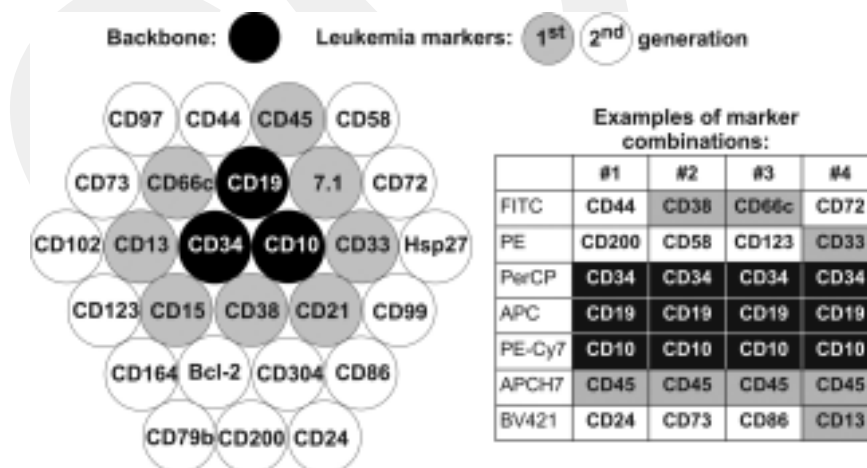 Backbone: Leukemia markers: 1st 2nd generation
CD97 CD44 CD45 CD58
CD73 CD66c CD19 7.1 CD72
CD102 CD13 CD34 CD10 CD33 Hsp27
CD123 CD15 CD38 CD21 CD99
CD164 Bcl-2 CD304 CD86
CD79b CD200 CD24
Examples of marker
combinations:
#1 #2 #3 #4
FITC CD44 CD38 CD66c CD72
PE CD200 CD58 CD123 CD33
PerCP CD34 CD34 CD34 CD34
APC CD19 CD19 CD19 CD19
PE-Cy7 CD10 CD10 CD10 CD10
APCH7 CD45 CD45 CD45 CD45
BV421 CD24 CD73 CD86 CD13